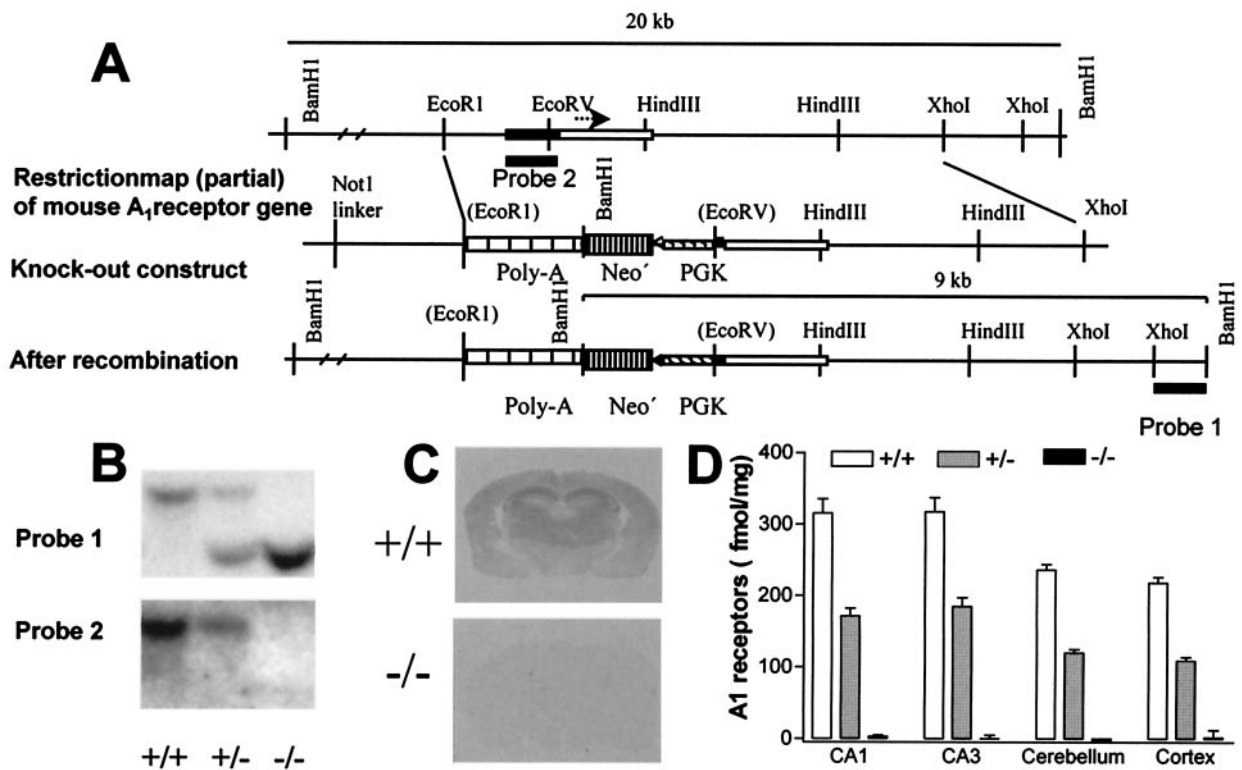 20 kb
A
BamH1
EcoR1
EcoRV
HindIII
HindIII
XhoI
XhoI
BamH1
Probe 2
Restrictionmap (partial)
of mouse A₁receptor gene
Not1
linker
(EcoR1)
BamH1
(EcoRV)
HindIII
HindIII
XhoI
Knock-out construct
Poly-A
Neo´
PGK
9 kb
BamH1
(EcoR1)
BamH1
(EcoRV)
HindIII
HindIII
XhoI
XhoI
BamH1
After recombination
Poly-A
Neo´
PGK
Probe 1
B
Probe 1
Probe 2
+/+ +/- -/-
C
+/+
-/-
D
+/+ +/- -/-
A1 receptors ( fmol/mg)
400
300
200
100
0
CA1 CA3 Cerebellum Cortex